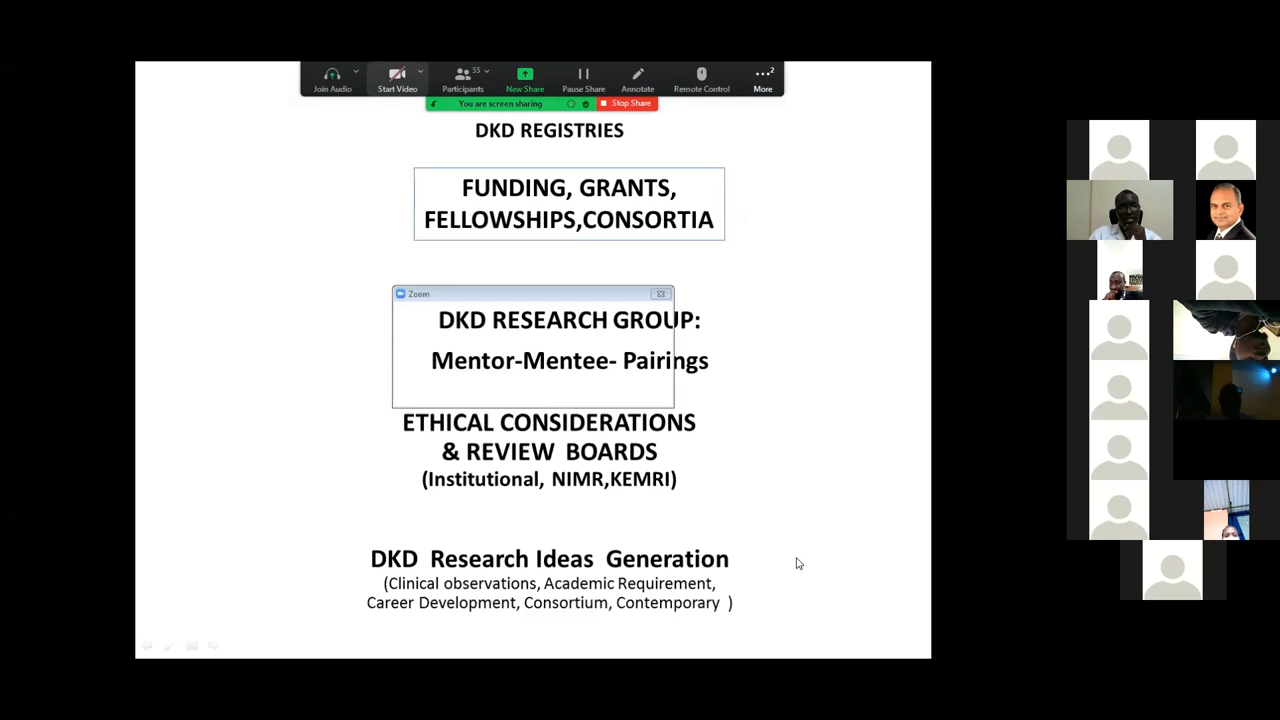 Join Audio
Start Video
Participants
55
New Share
Pause Share
Annotate
Remote Control
More
2
You are screen sharing
Stop Share
DKD REGISTRIES
FUNDING, GRANTS,
FELLOWSHIPS,CONSORTIA
Zoom
DKD RESEARCH GROUP:
Mentor-Mentee- Pairings
ETHICAL CONSIDERATIONS
& REVIEW BOARDS
(Institutional, NIMR,KEMRI)
DKD Research Ideas Generation
(Clinical observations, Academic Requirement,
Career Development, Consortium, Contemporary )